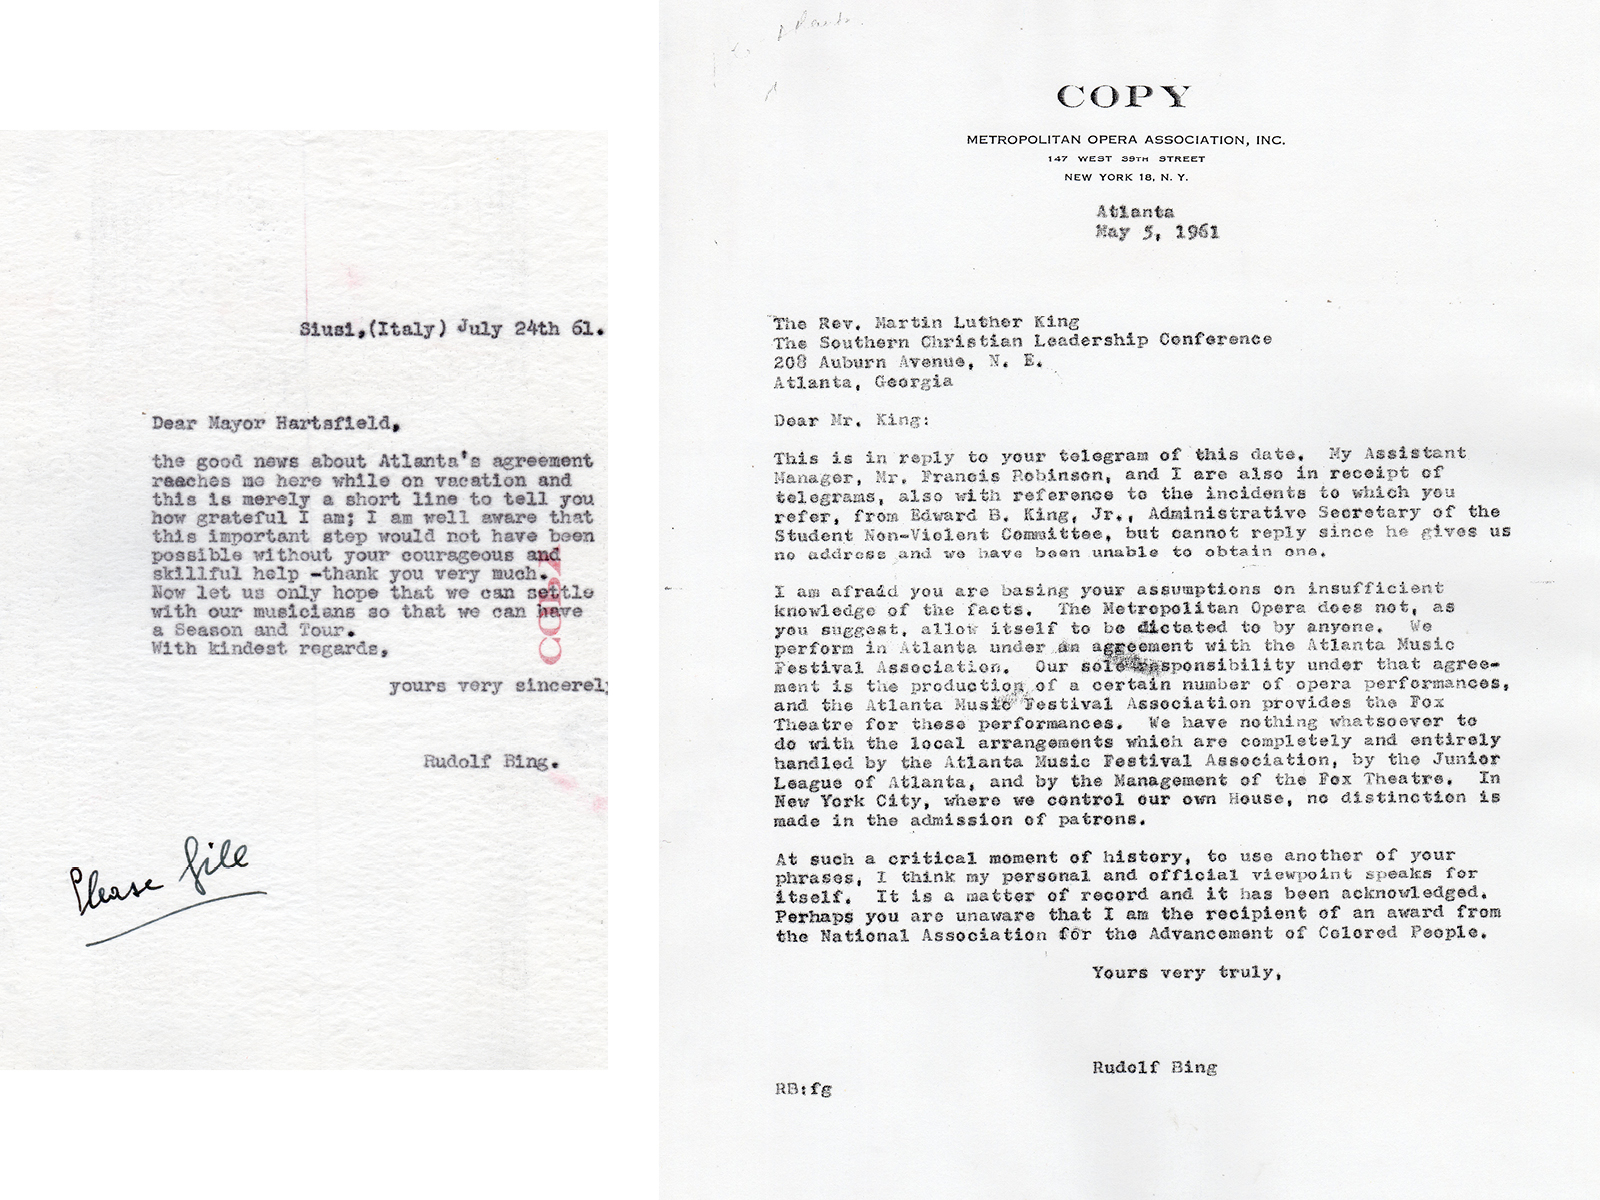 Siusi,(Italy) July 24th 61.
Dear Mayor Hartsfield,
the good news about Atlanta's agreement
reaches me here while on vacation and
this is merely a short line to tell you
how grateful I am; I am well aware that
this important step would not have been
possible without your courageous and
skillful help -thank you very much.
Now let us only hope that we can settle
with our musicians so that we can have
a Season and Tour.
With kindest regards,
yours very sincerely
Rudolf Bing.
COPY
Please file
COPY
METROPOLITAN OPERA ASSOCIATION, INC.
147 WEST 39TH STREET
NEW YORK 18, N. Y.
Atlanta
May 5, 1961
The Rev. Martin Luther King
The Southern Christian Leadership Conference
208 Auburn Avenue, N. E.
Atlanta, Georgia
Dear Mr. King:
This is in reply to your telegram of this date. My Assistant
Manager, Mr. Francis Robinson, and I are also in receipt of
telegrams, also with reference to the incidents to which you
refer, from Edward B. King, Jr., Administrative Secretary of the
Student Non-Violent Committee, but cannot reply since he gives us
no address and we have been unable to obtain one.
I am afraid you are basing your assumptions on insufficient
knowledge of the facts. The Metropolitan Opera does not, as
you suggest, allow itself to be dictated to by anyone. We
perform in Atlanta under an agreement with the Atlanta Music
Festival Association. Our sole responsibility under that agree-
ment is the production of a certain number of opera performances,
and the Atlanta Music Festival Association provides the Fox
Theatre for these performances. We have nothing whatsoever to
do with the local arrangements which are completely and entirely
handled by the Atlanta Music Festival Association, by the Junior
League of Atlanta, and by the Management of the Fox Theatre. In
New York City, where we control our own House, no distinction is
made in the admission of patrons.
At such a critical moment of history, to use another of your
phrases, I think my personal and official viewpoint speaks for
itself. It is a matter of record and it has been acknowledged.
Perhaps you are unaware that I am the recipient of an award from
the National Association for the Advancement of Colored People.
Yours very truly,
Rudolf Bing
RB:fg